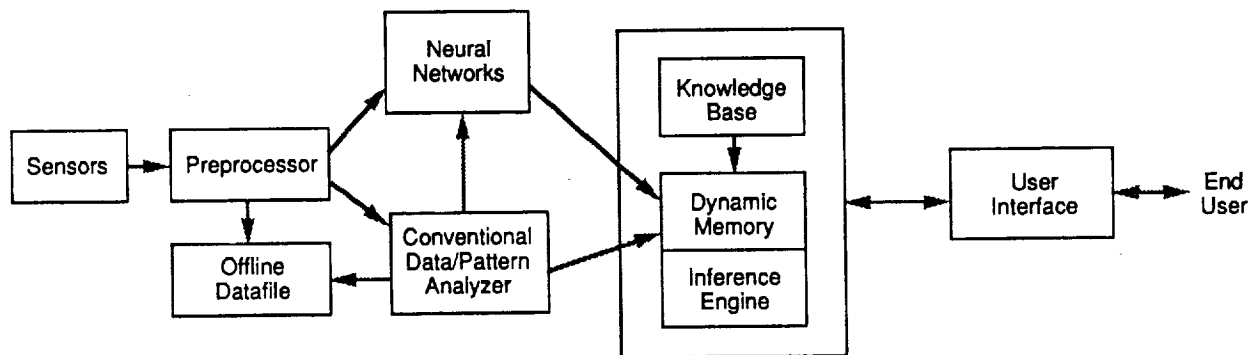 Sensors
Preprocessor
Offline
Datafile
Neural
Networks
Conventional
Data/Pattern
Analyzer
Knowledge
Base
Dynamic
Memory
Inference
Engine
User
Interface
End
User